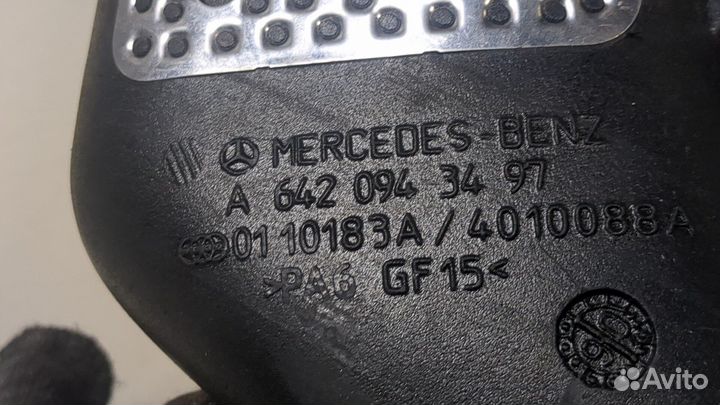 MERCEDES-BENZ
A 642 094 34 97
01 10183A/4010088A
>PA6 GF15<
Avito